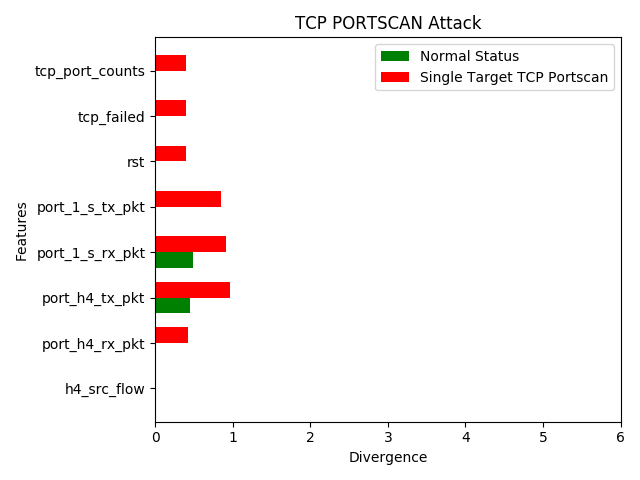 TCP PORTSCAN Attack
Normal Status
Single Target TCP Portscan
tcp_port_counts
tcp_failed
rst
port_1_s_tx_pkt
port_1_s_rx_pkt
port_h4_tx_pkt
port_h4_rx_pkt
h4_src_flow
Features
0 1 2 3 4 5 6
Divergence